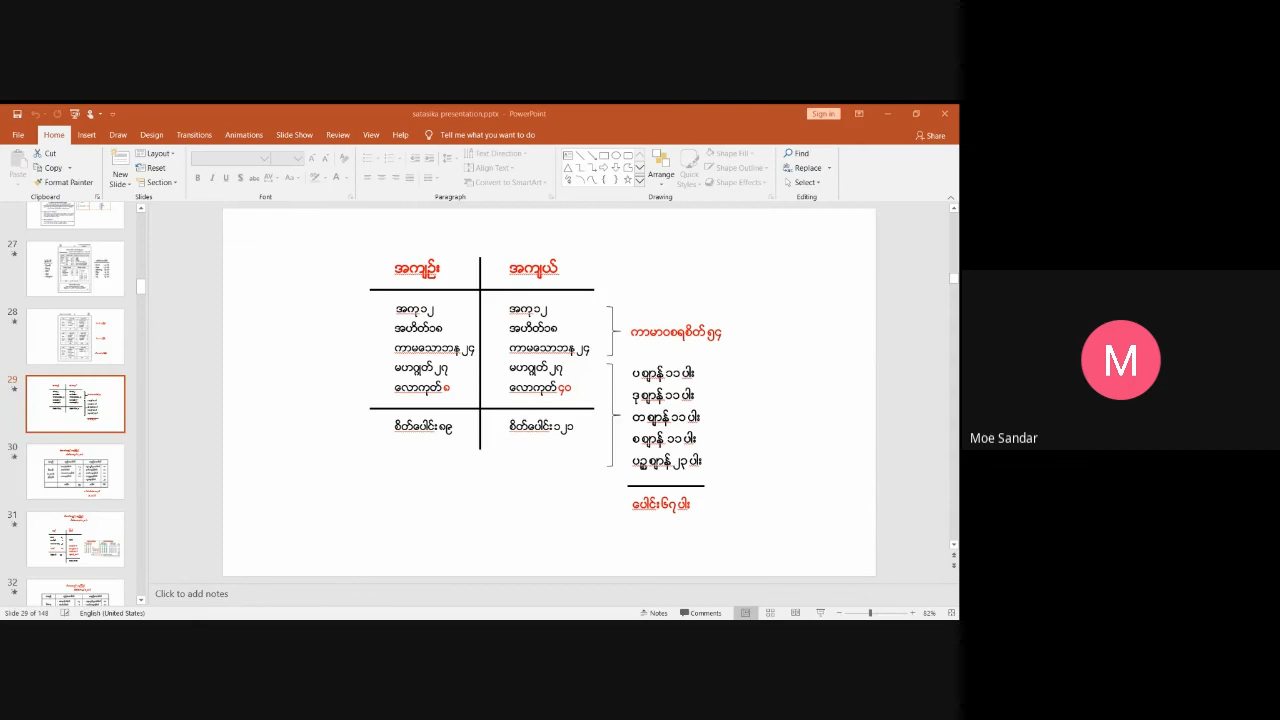 satasika presentation.pptx - PowerPoint
Sign in
File Home Insert Draw Design Transitions Animations Slide Show Review View Help Tell me what you want to do Share
Paste
Cut
Copy
Format Painter
Clipboard
New Slide
Layout
Reset
Section
Slides
Font
Text Direction
Align Text
Convert to SmartArt
Paragraph
Arrange
Quick Styles
Shape Fill
Shape Outline
Shape Effects
Drawing
Find
Replace
Select
Editing
27
28
29
30
31
32
အကျဉ်း အကျယ်
အကု၁၂ အကု၁၂
အဟိတ်၁၈ အဟိတ်၁၈
ကာမသောဘန၂၄ ကာမသောဘန၂၄
မဟဂ္ဂုတ်၂၇ မဟဂ္ဂုတ်၂၇
လောကုတ်၈ လောကုတ်၄၀
စိတ်ပေါင်း၈၉ စိတ်ပေါင်း၁၂၁
ကာမာဝစရစိတ်၅၄
ပဈာန်၁၁ပါး
ဒုဈာန်၁၁ပါး
တဈာန်၁၁ပါး
စဈာန်၁၁ပါး
ပဉ္စဈာန်၂၃ပါး
ပေါင်း၆၇ပါး
Click to add notes
Slide 29 of 148 English (United States) Notes Comments 82%
M
Moe Sandar